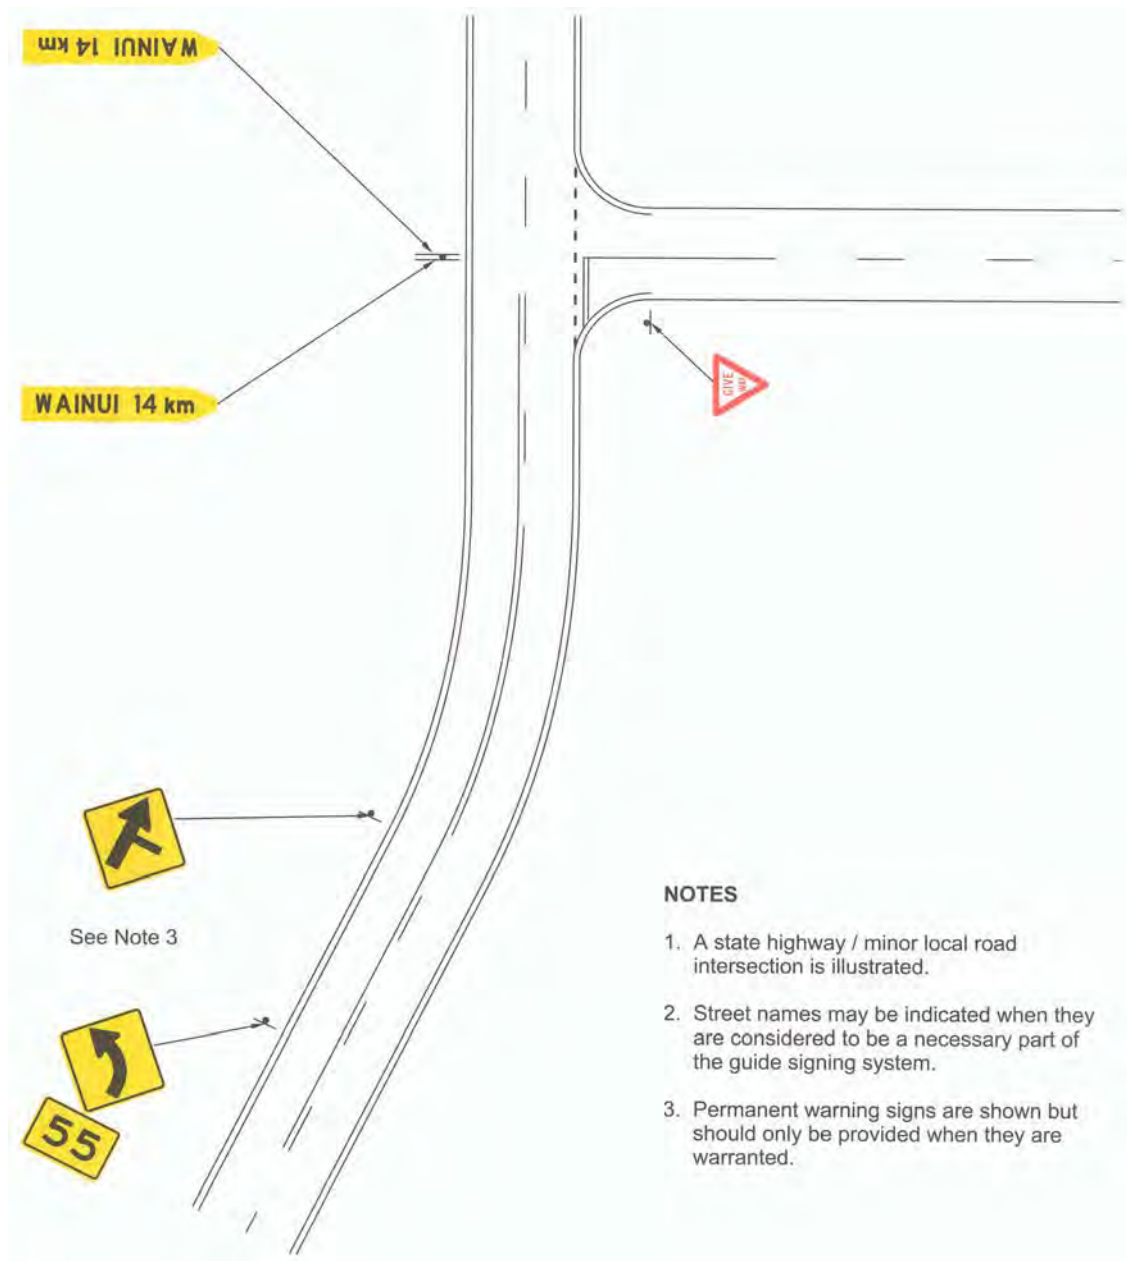 WAINUI 14 km
WAINUI 14 km
GIVE
WAY
See Note 3
55
NOTES
1. A state highway / minor local road
intersection is illustrated.
2. Street names may be indicated when they
are considered to be a necessary part of
the guide signing system.
3. Permanent warning signs are shown but
should only be provided when they are
warranted.